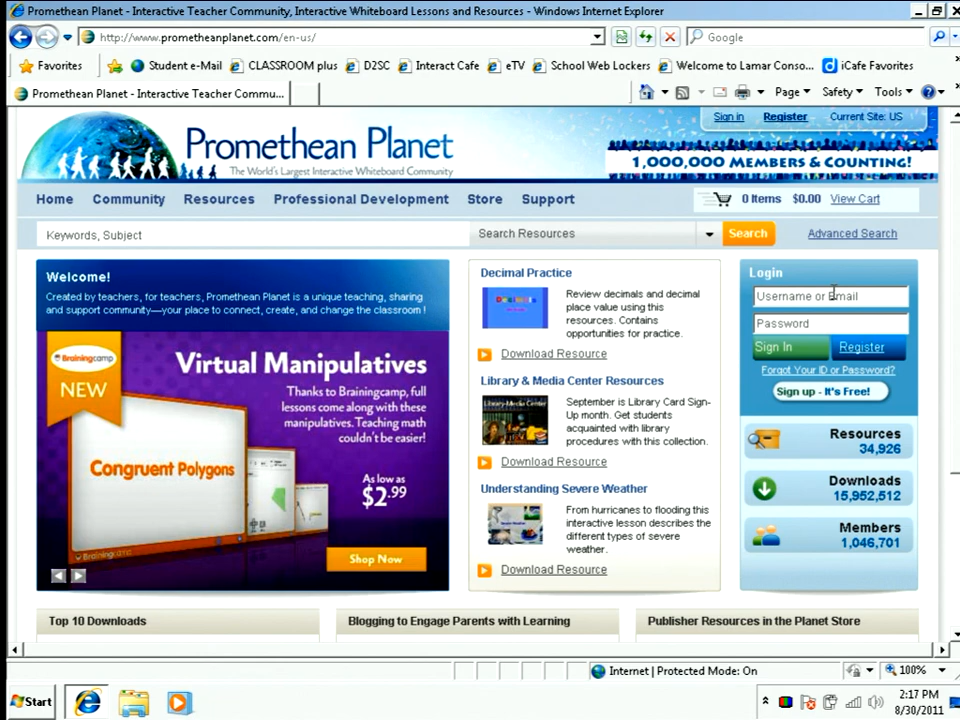 Promethean Planet - Interactive Teacher Community, Interactive Whiteboard Lessons and Resources - Windows Internet Explorer
http://www.prometheanplanet.com/en-us/
Google
Favorites
Student e-Mail
CLASSROOM plus
D2SC
Interact Cafe
eTV
School Web Lockers
Welcome to Lamar Conso...
iCafe Favorites
Promethean Planet - Interactive Teacher Commu...
Page
Safety
Tools
Sign in
Register
Current Site: US
Promethean Planet
The World's Largest Interactive Whiteboard Community
1,000,000 MEMBERS & COUNTING!
Home
Community
Resources
Professional Development
Store
Support
0 Items
$0.00
View Cart
Keywords, Subject
Search Resources
Search
Advanced Search
Welcome!
Created by teachers, for teachers, Promethean Planet is a unique teaching, sharing
and support community—your place to connect, create, and change the classroom!
Brainingcamp
NEW
Virtual Manipulatives
Thanks to Brainingcamp, full
lessons come along with these
manipulatives. Teaching math
couldn't be easier!
Congruent Polygons
As low as
$2.99
Brainingcamp
Shop Now
Decimal Practice
Decimals
Review decimals and decimal
place value using this
resources. Contains
opportunities for practice.
Download Resource
Library & Media Center Resources
Library-Media Center
September is Library Card Sign-
Up month. Get students
acquainted with library
procedures with this collection.
Download Resource
Understanding Severe Weather
From hurricanes to flooding this
interactive lesson describes the
different types of severe
weather.
Download Resource
Login
Username or Email
Password
Sign In
Register
Forgot Your ID or Password?
Sign up - It's Free!
Resources
34,926
Downloads
15,952,512
Members
1,046,701
Top 10 Downloads
Blogging to Engage Parents with Learning
Publisher Resources in the Planet Store
Internet | Protected Mode: On
100%
Start
2:17 PM
8/30/2011